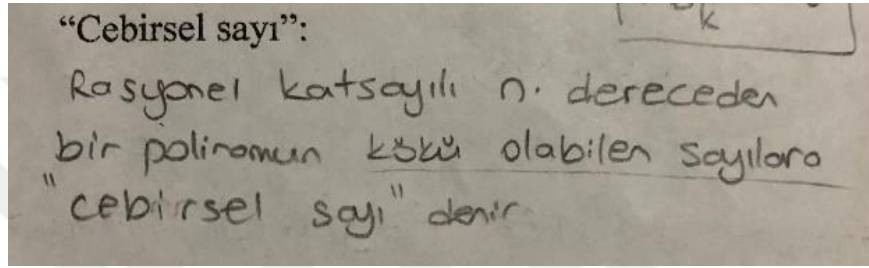 “Cebirsel sayı”:
k
Rasyonel katsayılı n. dereceden
bir polinomun kökü olabilen sayılara
"cebirsel sayı" denir